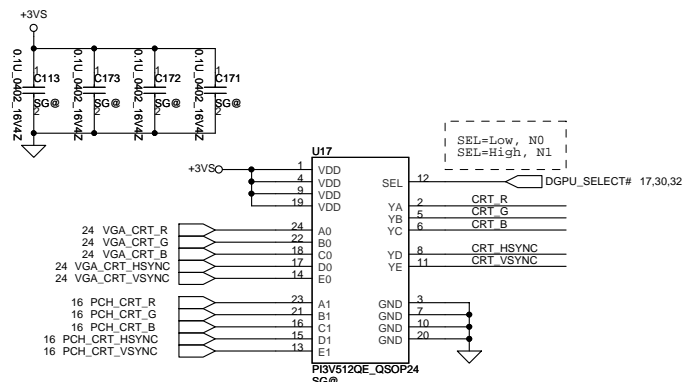 +3VS
0.1U_0402_16V4Z
1
C113
SG@
2
0.1U_0402_16V4Z
1
C173
SG@
2
0.1U_0402_16V4Z
1
C172
SG@
2
0.1U_0402_16V4Z
1
C171
SG@
2
SEL=Low, N0
SEL=High, N1
U17
+3VS
1 VDD
4 VDD
9 VDD
19 VDD
SEL 12 DGPU_SELECT# 17,30,32
YA 2 CRT_R
YB 5 CRT_G
YC 6 CRT_B
YD 8 CRT_HSYNC
YE 11 CRT_VSYNC
24 VGA_CRT_R 24 A0
24 VGA_CRT_G 22 B0
24 VGA_CRT_B 18 C0
24 VGA_CRT_HSYNC 17 D0
24 VGA_CRT_VSYNC 14 E0
16 PCH_CRT_R 23 A1
16 PCH_CRT_G 21 B1
16 PCH_CRT_B 16 C1
16 PCH_CRT_HSYNC 15 D1
16 PCH_CRT_VSYNC 13 E1
GND 3
GND 7
GND 10
GND 20
PI3V512QE_QSOP24
SG@